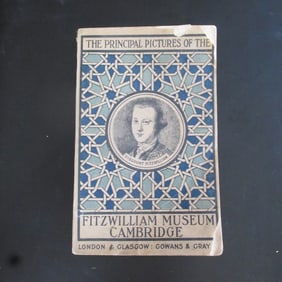 THE PRINCIPAL PICTURES OF THE
FITZWILLIAM MUSEUM
CAMBRIDGE
LONDON & GLASGOW: GOWANS & GRAY